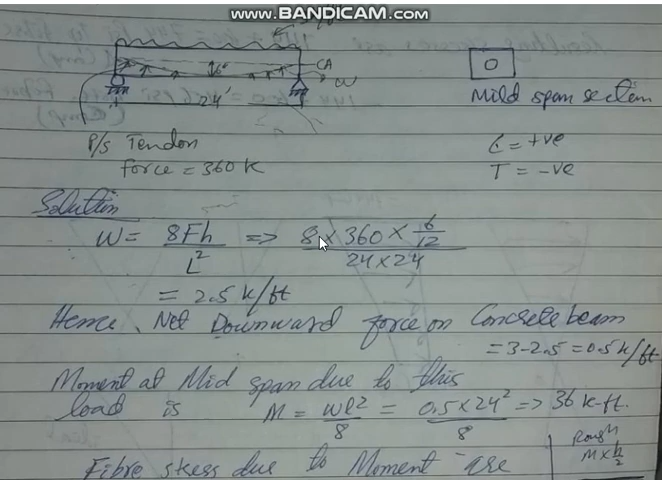 WWW.BANDICAM.COM
6"
CA
W
24'
Mild span section
P/s Tendon
force = 360 K
C = +ve
T = -ve
Solution
W = 8Fh / L² => 8 x 360 x 6/12 / 24 x 24
= 2.5 k/ft
Hence, Net Downward force on Concrete beam
= 3-2.5 = 0.5 k/ft
Moment at Mid span due to this
load is M = wl²/8 = 0.5 x 24²/8 => 36 k-ft.
Rough
M x h/2
Fibre stress due to Moment are